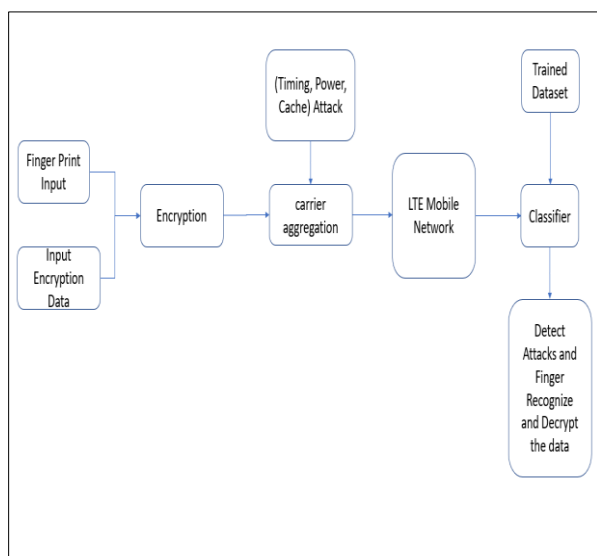 (Timing, Power,
Cache) Attack
Trained
Dataset
Finger Print
Input
Encryption
carrier
aggregation
LTE Mobile
Network
Classifier
Input
Encryption
Data
Detect
Attacks and
Finger
Recognize
and Decrypt
the data